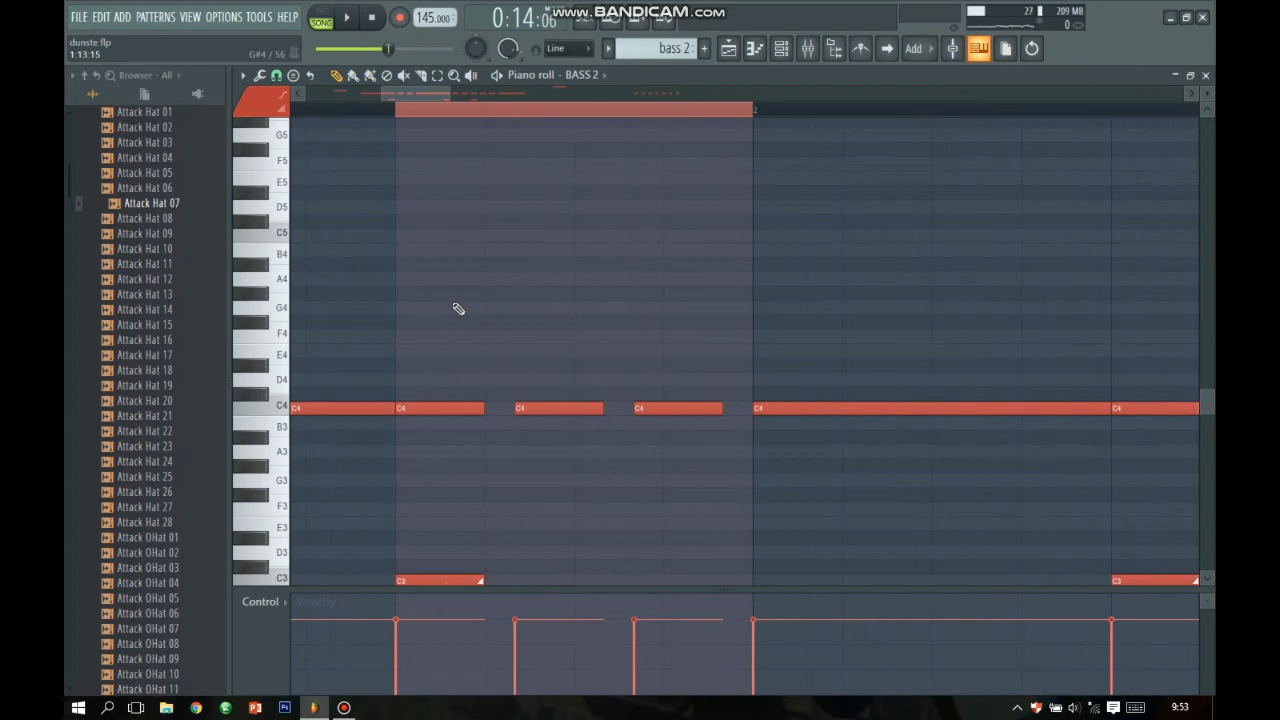 www.BANDICAM.com
FILE EDIT ADD PATTERNS VIEW OPTIONS TOOLS HELP
SONG
145.000
0:14:06
27
209 MB
0
dunste.flp
1:13:15
G#4 / 56
Line
bass 2
Add
Browser - All
Piano roll - BASS 2
Attack Hat 01
Attack Hat 02
Attack Hat 03
Attack Hat 04
Attack Hat 05
Attack Hat 06
Attack Hat 07
Attack Hat 08
Attack Hat 09
Attack Hat 10
Attack Hat 11
Attack Hat 12
Attack Hat 13
Attack Hat 14
Attack Hat 15
Attack Hat 16
Attack Hat 17
Attack Hat 18
Attack Hat 19
Attack Hat 20
Attack Hat 21
Attack Hat 22
Attack Hat 23
Attack Hat 24
Attack Hat 25
Attack Hat 26
Attack Hat 27
Attack Hat 28
Attack OHat 01
Attack OHat 02
Attack OHat 03
Attack OHat 04
Attack OHat 05
Attack OHat 06
Attack OHat 07
Attack OHat 08
Attack OHat 09
Attack OHat 10
Attack OHat 11
2
G5
F5
E5
D5
C5
B4
A4
G4
F4
E4
D4
C4
B3
A3
G3
F3
E3
D3
C3
C4 C4 C4 C4 C4 C4
C3 C3
Control
Velocity
9:53